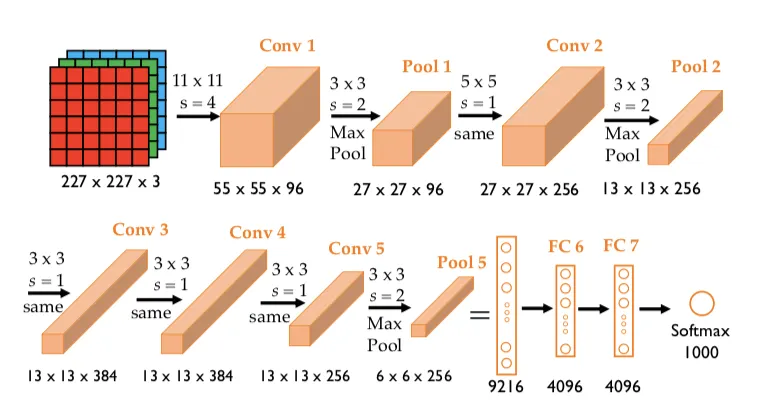 Conv 1
11 x 11
s = 4
227 x 227 x 3
55 x 55 x 96
3 x 3
s = 2
Max
Pool
Pool 1
27 x 27 x 96
5 x 5
s = 1
same
Conv 2
27 x 27 x 256
3 x 3
s = 2
Max
Pool
Pool 2
13 x 13 x 256
3 x 3
s = 1
same
Conv 3
13 x 13 x 384
3 x 3
s = 1
same
Conv 4
13 x 13 x 384
3 x 3
s = 1
same
Conv 5
13 x 13 x 256
3 x 3
s = 2
Max
Pool
Pool 5
6 x 6 x 256
=
9216
FC 6
4096
FC 7
4096
Softmax
1000